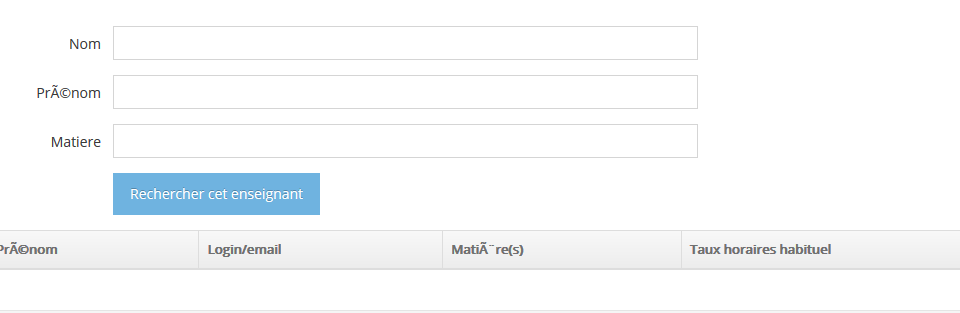 Nom
PrÃ©nom
Matiere
Rechercher cet enseignant
PrÃ©nom Login/email MatiÃ¨re(s) Taux horaires habituel